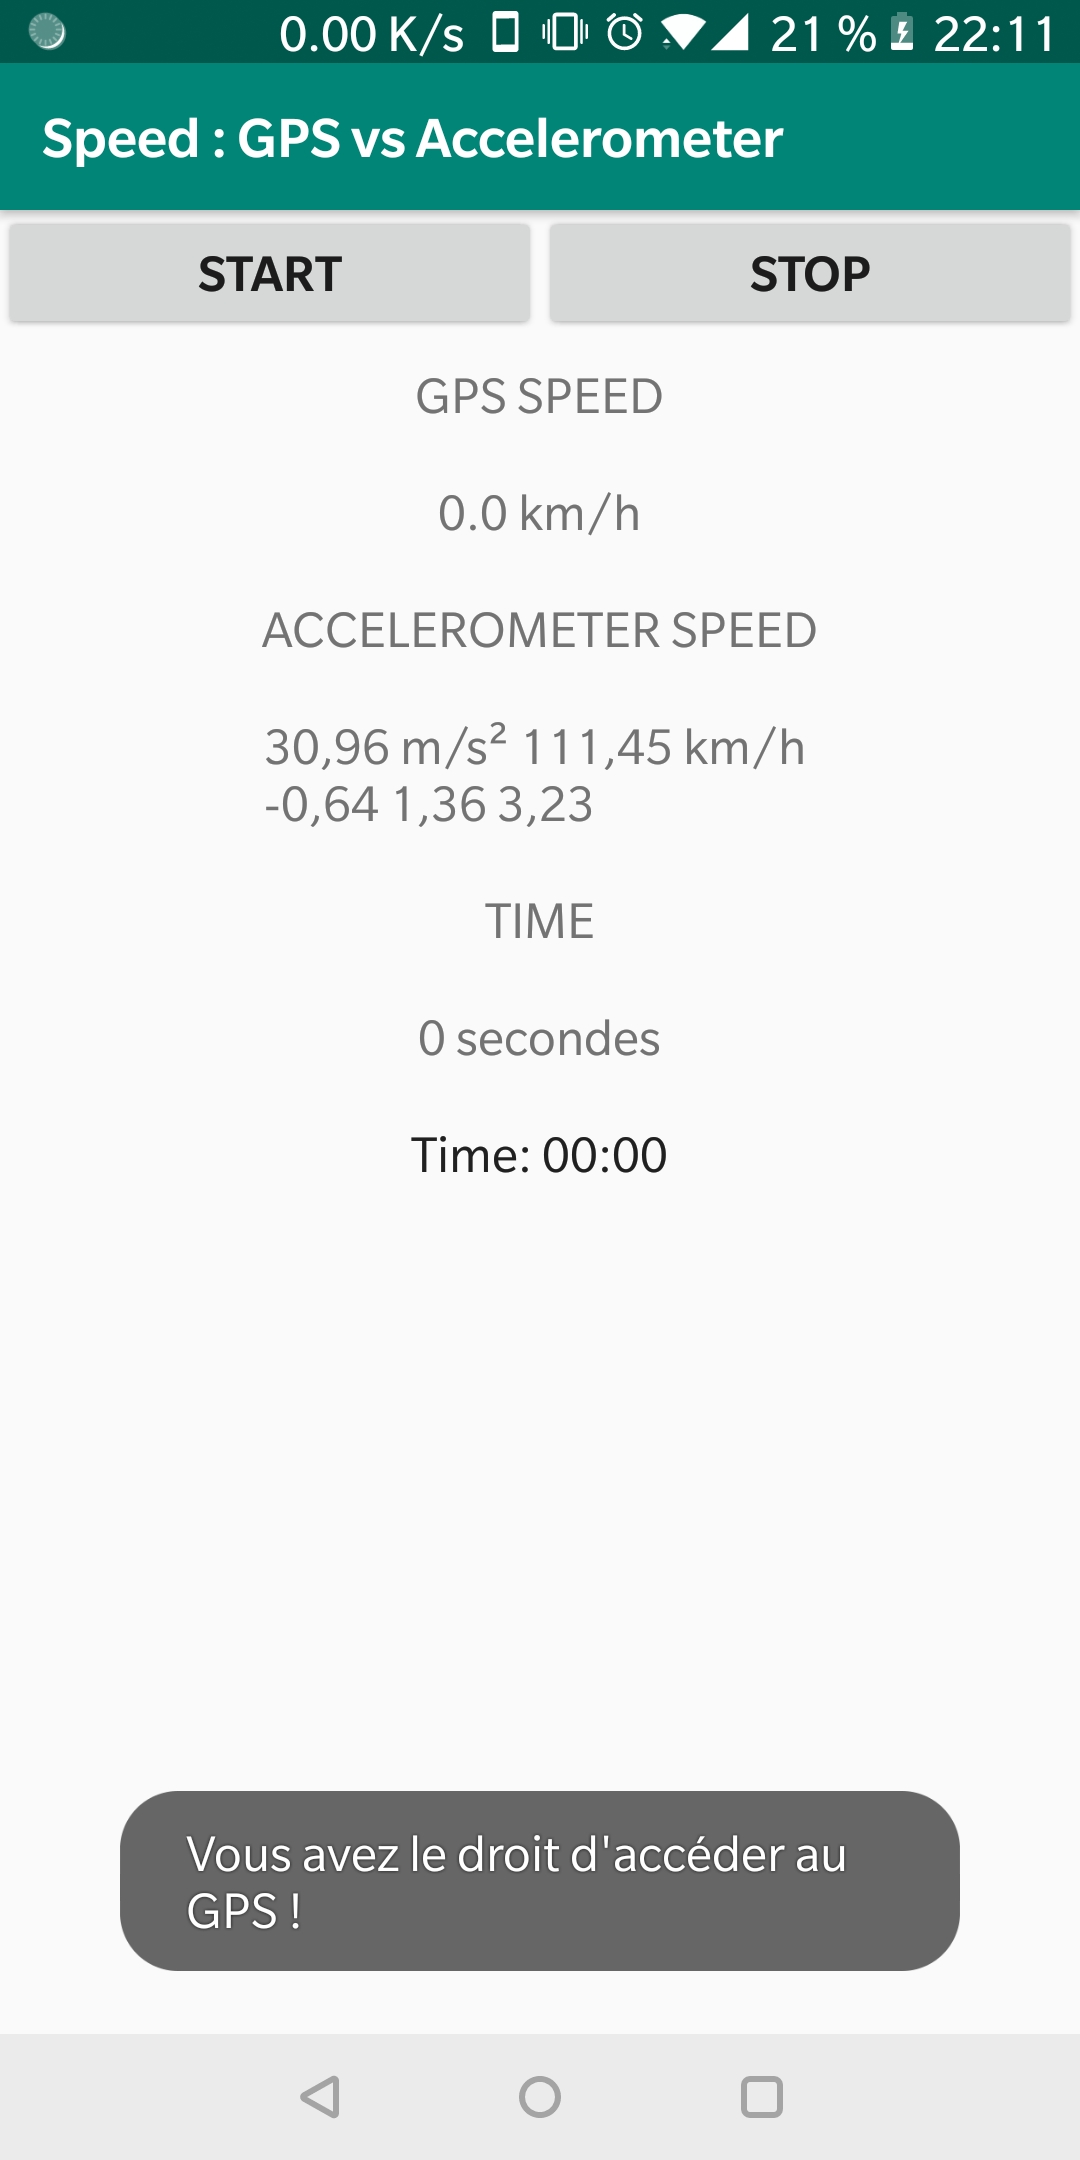 0.00 K/s 21 % 22:11
Speed : GPS vs Accelerometer
START STOP
GPS SPEED
0.0 km/h
ACCELEROMETER SPEED
30,96 m/s² 111,45 km/h
-0,64 1,36 3,23
TIME
0 secondes
Time: 00:00
Vous avez le droit d'accéder au
GPS !